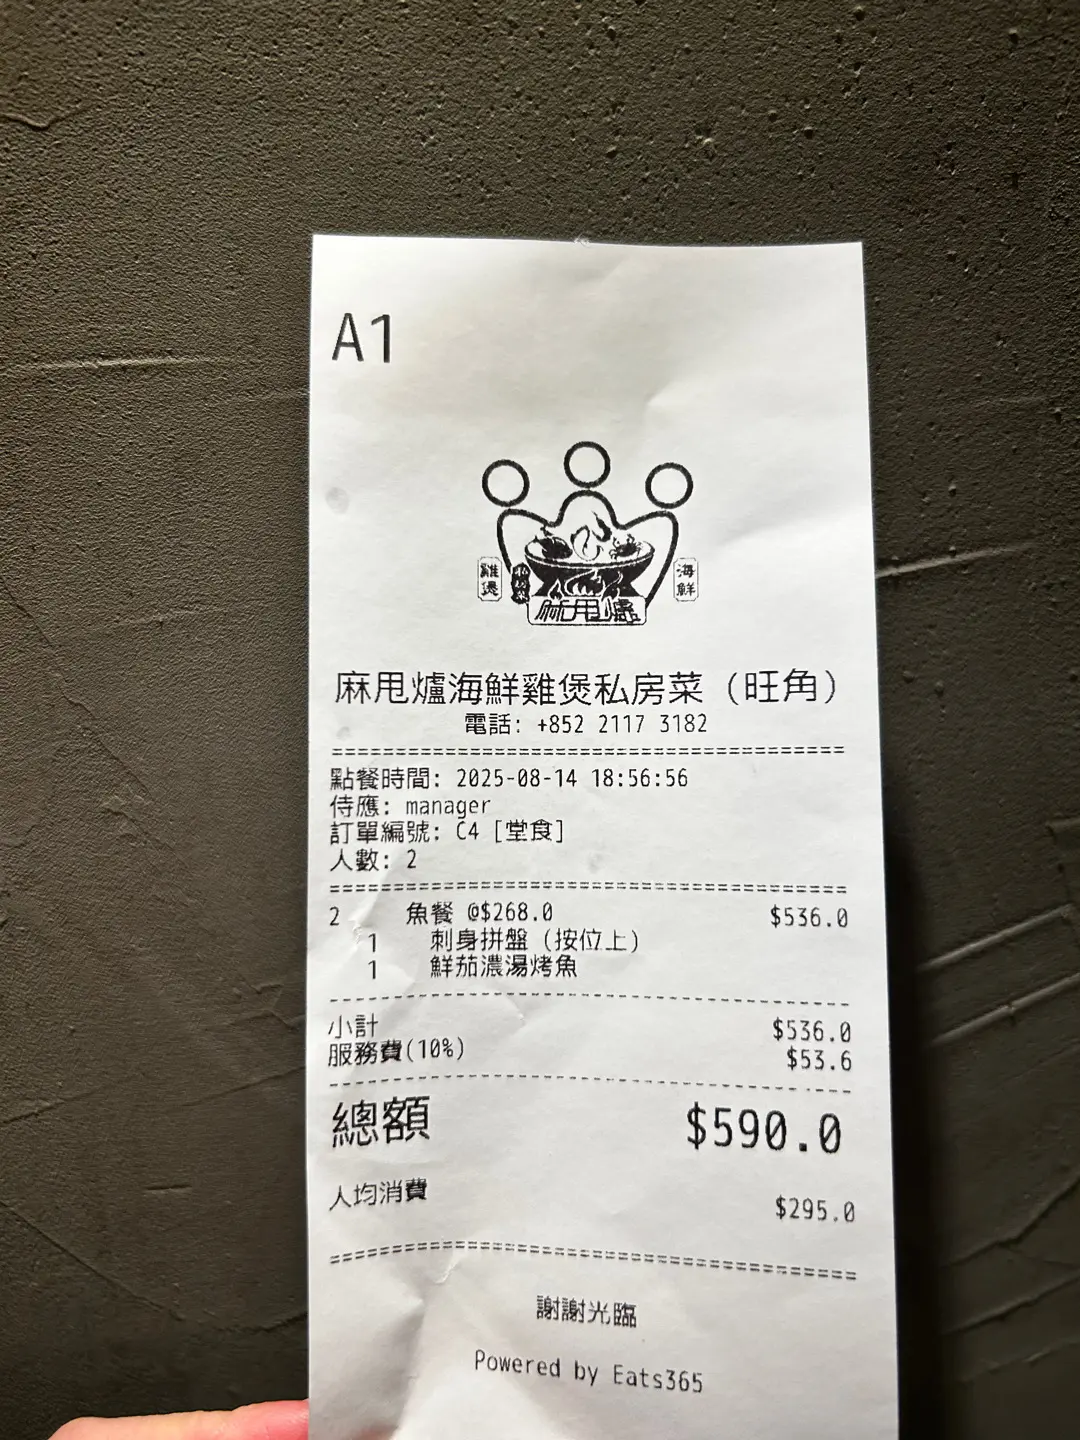 A1
雞煲
私房菜
海鮮
麻甩爐
麻甩爐海鮮雞煲私房菜（旺角）
電話: +852 2117 3182
========================================
點餐時間: 2025-08-14 18:56:56
侍應: manager
訂單編號: C4 [堂食]
人數: 2
========================================
2 魚餐 @$268.0 $536.0
1 刺身拼盤（按位上）
1 鮮茄濃湯烤魚
----------------------------------------
小計 $536.0
服務費(10%) $53.6
----------------------------------------
總額 $590.0
人均消費 $295.0
========================================
謝謝光臨
Powered by Eats365